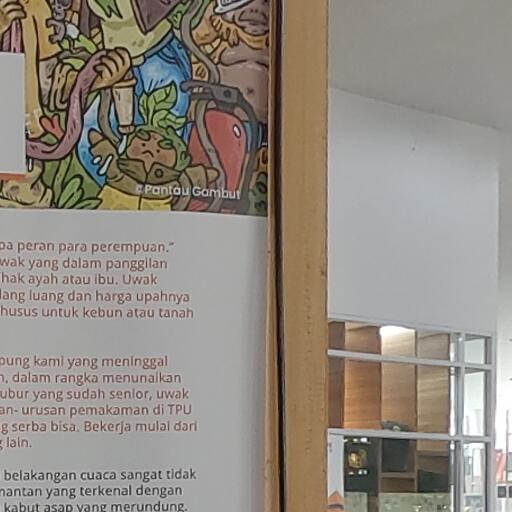 ©Pantau Gambut
pa peran para perempuan."
wak yang dalam panggilan
hak ayah atau ibu. Uwak
lang luang dan harga upahnya
husus untuk kebun atau tanah
pung kami yang meninggal
n, dalam rangka menunaikan
ubur yang sudah senior, uwak
an- urusan pemakaman di TPU
g serba bisa. Bekerja mulai dari
g lain.
belakangan cuaca sangat tidak
mantan yang terkenal dengan
kabut asap yang merundung.